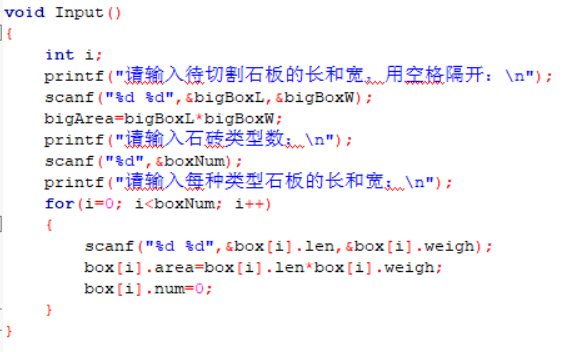 void Input()
{
    int i;
    printf("请输入待切割石板的长和宽，用空格隔开：\n");
    scanf("%d %d",&bigBoxL,&bigBoxW);
    bigArea=bigBoxL*bigBoxW;
    printf("请输入石砖类型数：\n");
    scanf("%d",&boxNum);
    printf("请输入每种类型石板的长和宽：\n");
    for(i=0; i<boxNum; i++)
    {
        scanf("%d %d",&box[i].len,&box[i].weigh);
        box[i].area=box[i].len*box[i].weigh;
        box[i].num=0;
    }
}